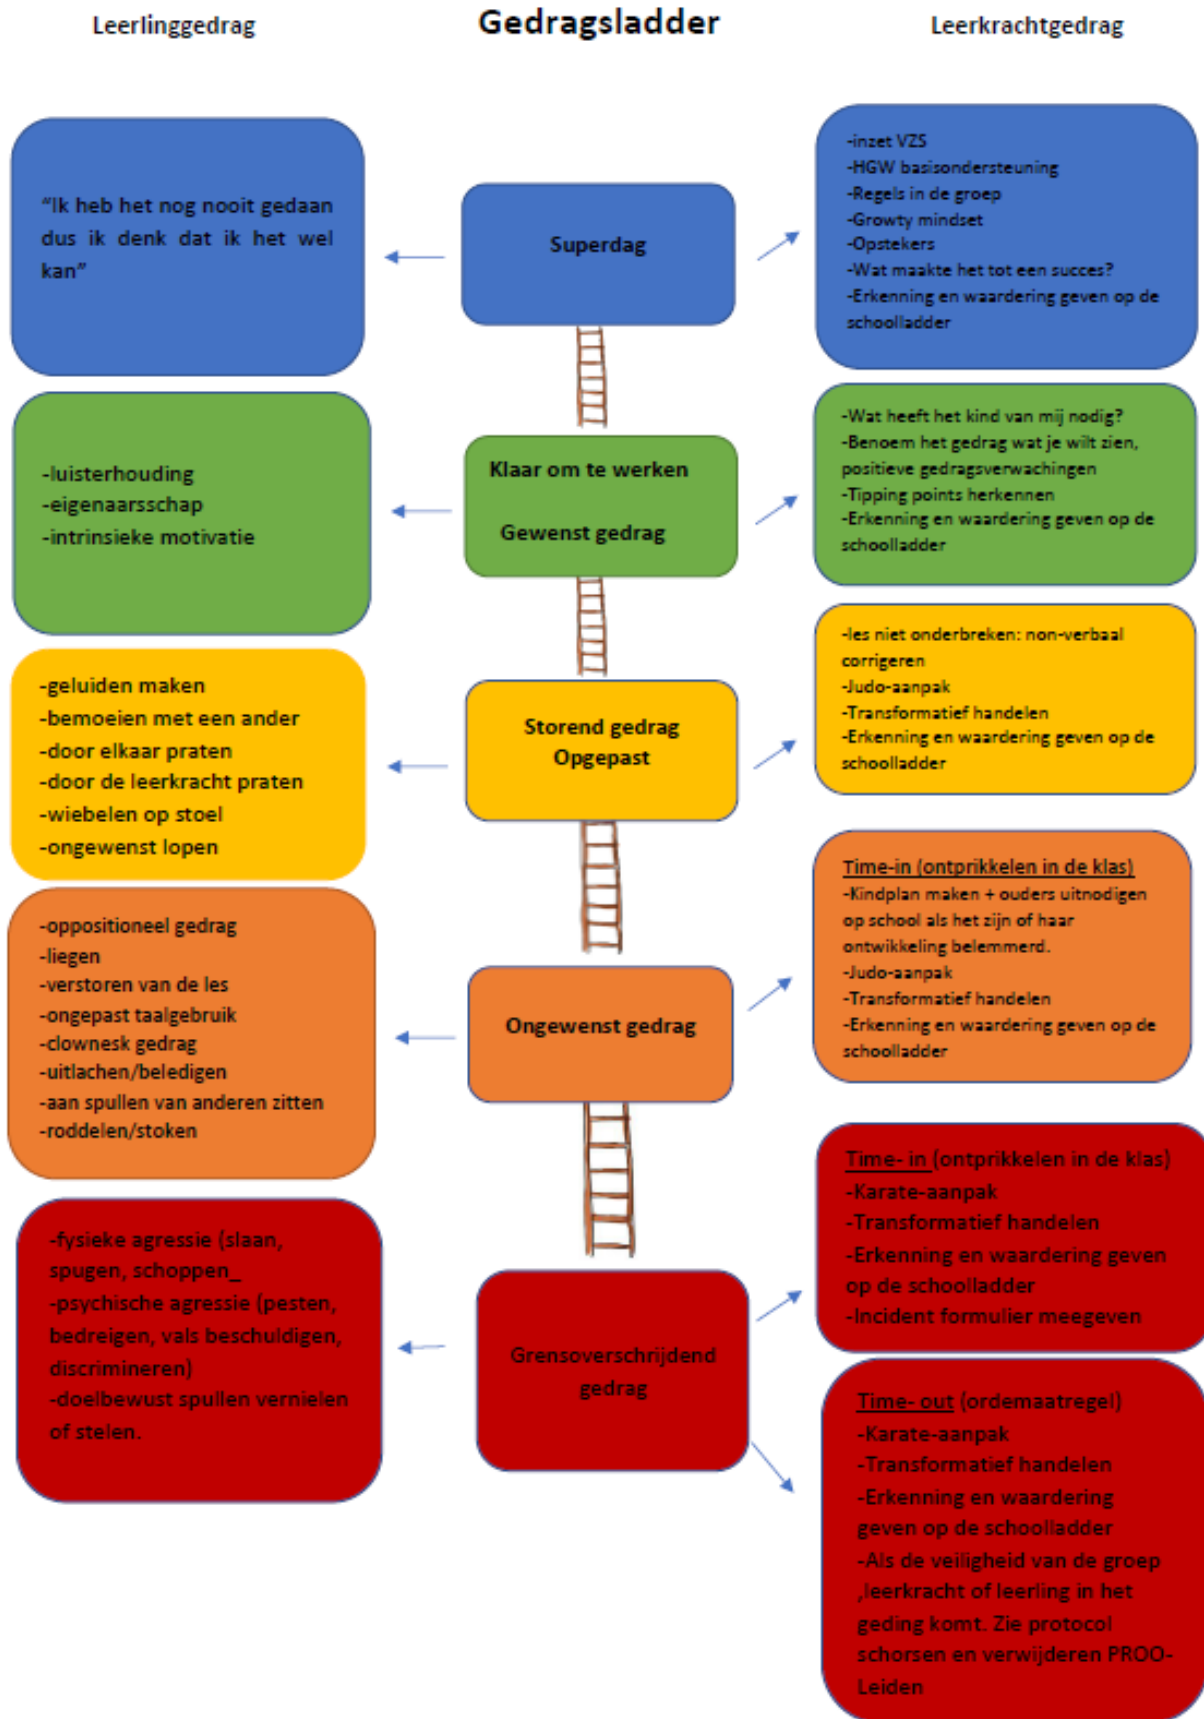 Leerlinggedrag
Gedragsladder
Leerkrachtgedrag
“Ik heb het nog nooit gedaan
dus ik denk dat ik het wel
kan”
Superdag
-inzet VZS
-HGW basisondersteuning
-Regels in de groep
-Growty mindset
-Opstekers
-Wat maakte het tot een succes?
-Erkenning en waardering geven op de
schoolladder
-luisterhouding
-eigenaarsschap
-intrinsieke motivatie
Klaar om te werken
Gewenst gedrag
-Wat heeft het kind van mij nodig?
-Benoem het gedrag wat je wilt zien,
positieve gedragsverwachingen
-Tipping points herkennen
-Erkenning en waardering geven op de
schoolladder
-geluiden maken
-bemoeien met een ander
-door elkaar praten
-door de leerkracht praten
-wiebelen op stoel
-ongewenst lopen
Storend gedrag
Opgepast
-les niet onderbreken: non-verbaal
corrigeren
-Judo-aanpak
-Transformatief handelen
-Erkenning en waardering geven op de
schoolladder
-oppositioneel gedrag
-liegen
-verstoren van de les
-ongepast taalgebruik
-clownesk gedrag
-uitlachen/beledigen
-aan spullen van anderen zitten
-roddelen/stoken
Ongewenst gedrag
Time-in (ontprikkelen in de klas)
-Kindplan maken + ouders uitnodigen
op school als het zijn of haar
ontwikkeling belemmerd.
-Judo-aanpak
-Transformatief handelen
-Erkenning en waardering geven op de
schoolladder
-fysieke agressie (slaan,
spugen, schoppen_
-psychische agressie (pesten,
bedreigen, vals beschuldigen,
discrimineren)
-doelbewust spullen vernielen
of stelen.
Grensoverschrijdend
gedrag
Time- in (ontprikkelen in de klas)
-Karate-aanpak
-Transformatief handelen
-Erkenning en waardering geven
op de schoolladder
-Incident formulier meegeven
Time- out (ordemaatregel)
-Karate-aanpak
-Transformatief handelen
-Erkenning en waardering
geven op de schoolladder
-Als de veiligheid van de groep
,leerkracht of leerling in het
geding komt. Zie protocol
schorsen en verwijderen PROO-
Leiden